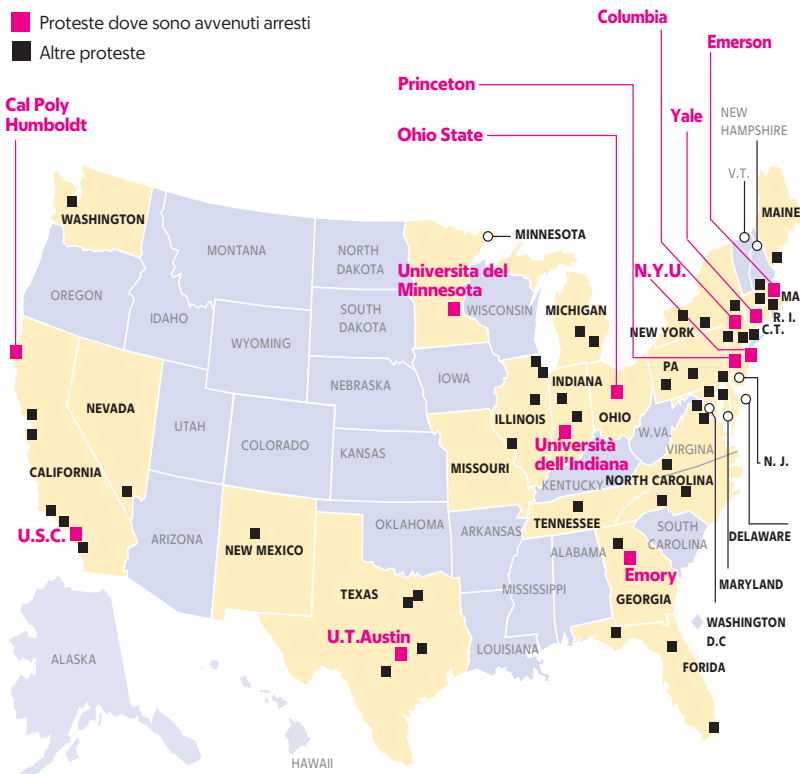 Proteste dove sono avvenuti arresti
Altre proteste
Columbia
Emerson
Princeton
Cal Poly
Humboldt
Yale
NEW
HAMPSHIRE
Ohio State
V.T.
WASHINGTON
MAINE
MINNESOTA
MONTANA
NORTH
DAKOTA
Universita del
Minnesota
N.Y.U.
OREGON
MA
IDAHO
SOUTH
DAKOTA
WISCONSIN
MICHIGAN
R. I.
NEW YORK
C.T.
WYOMING
PA
IOWA
INDIANA
NEBRASKA
NEVADA
ILLINOIS
OHIO
UTAH
W.VA.
COLORADO
KANSAS
Università
dell'Indiana
VIRGINA
MISSOURI
N. J.
CALIFORNIA
KENTUCKY
NORTH CAROLINA
OKLAHOMA
TENNESSEE
U.S.C.
ARIZONA
NEW MEXICO
ARKANSAS
SOUTH
CAROLINA
DELAWARE
ALABAMA
Emory
MARYLAND
TEXAS
MISSISSIPPI
GEORGIA
WASHINGTON
D.C
U.T.Austin
LOUISIANA
ALASKA
FORIDA
HAWAII